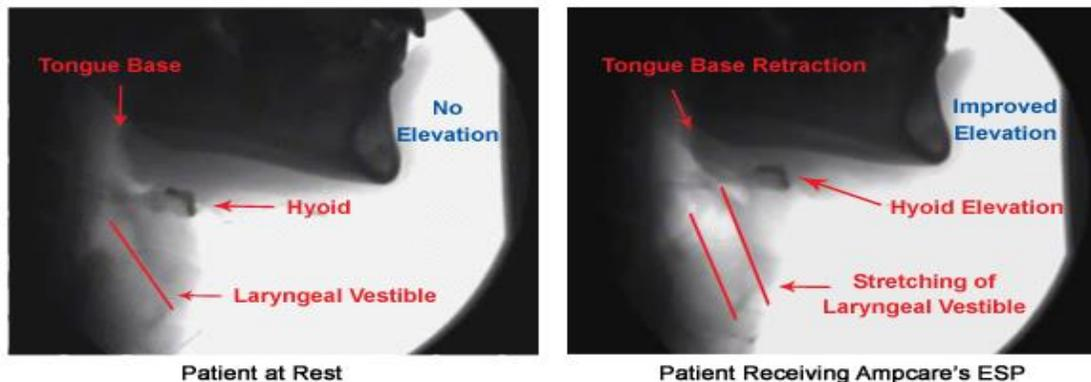 Tongue Base
No
Elevation
Hyoid
Laryngeal Vestible
Patient at Rest
Tongue Base Retraction
Improved
Elevation
Hyoid Elevation
Stretching of
Laryngeal Vestible
Patient Receiving Ampcare's ESP